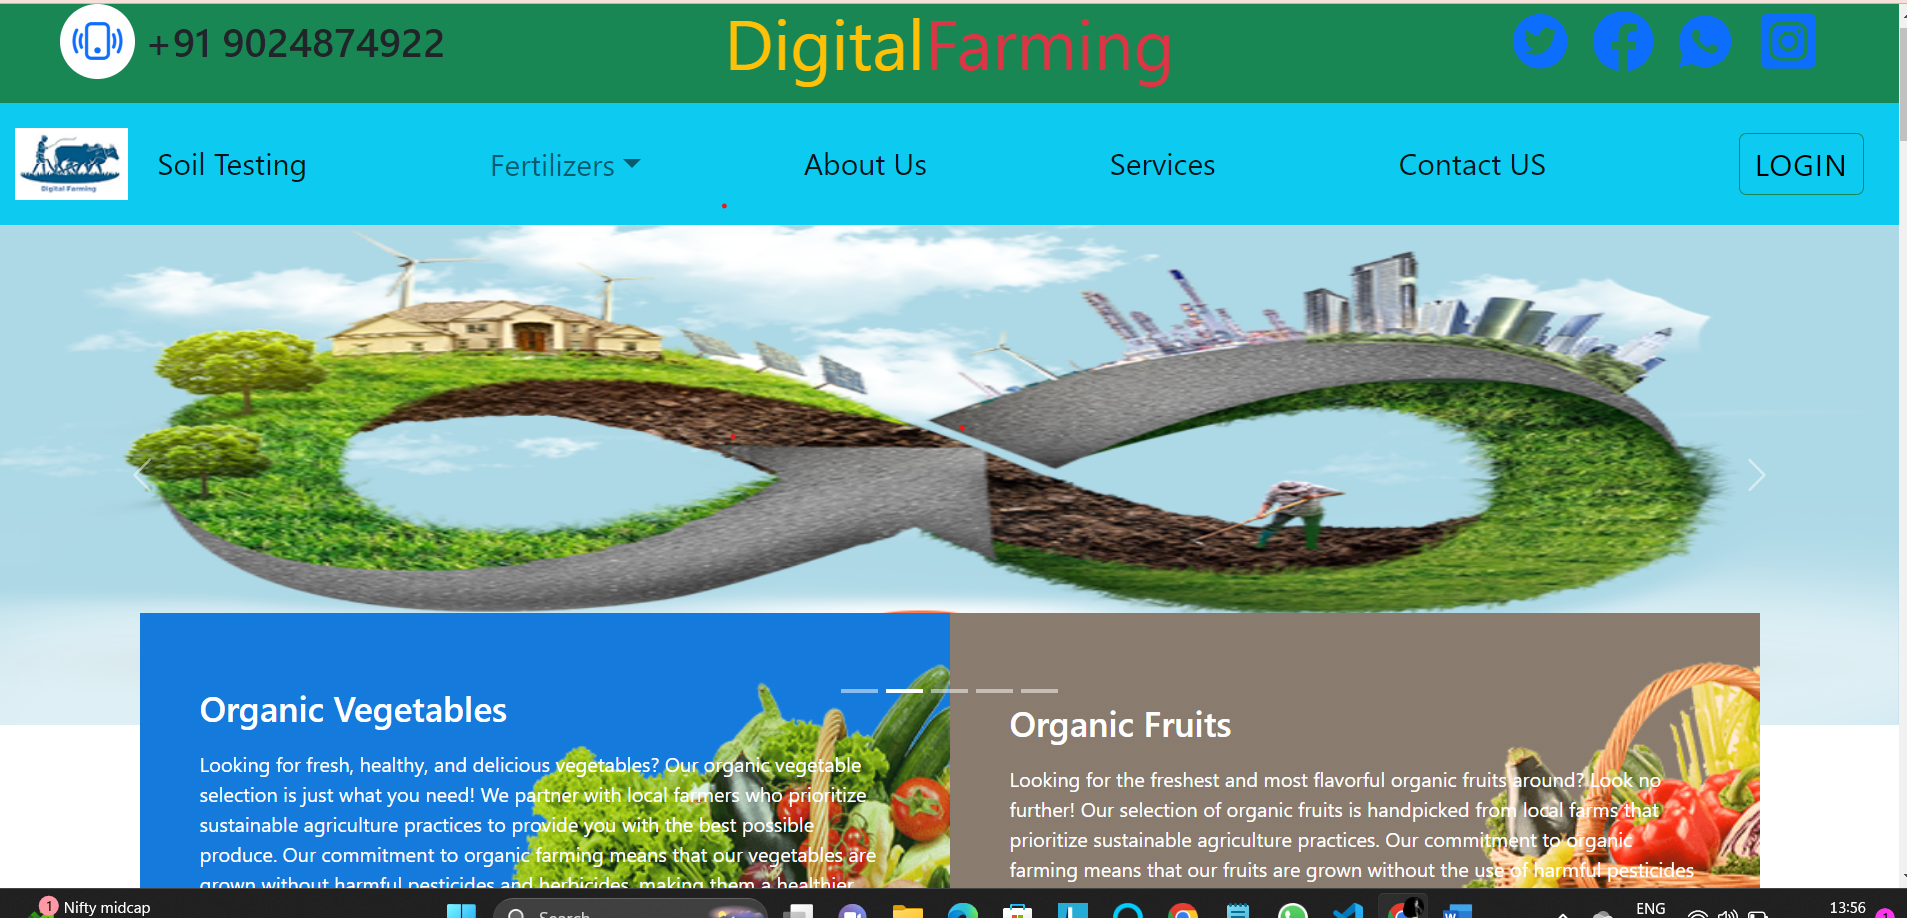 +91 9024874922
DigitalFarming
Digital Farming
Soil Testing
Fertilizers
About Us
Services
Contact US
LOGIN
Organic Vegetables
Looking for fresh, healthy, and delicious vegetables? Our organic vegetable
selection is just what you need! We partner with local farmers who prioritize
sustainable agriculture practices to provide you with the best possible
produce. Our commitment to organic farming means that our vegetables are
grown without harmful pesticides and herbicides, making them a healthier
Organic Fruits
Looking for the freshest and most flavorful organic fruits around? Look no
further! Our selection of organic fruits is handpicked from local farms that
prioritize sustainable agriculture practices. Our commitment to organic
farming means that our fruits are grown without the use of harmful pesticides
1
Nifty midcap
Search
W
ENG
13:56
1